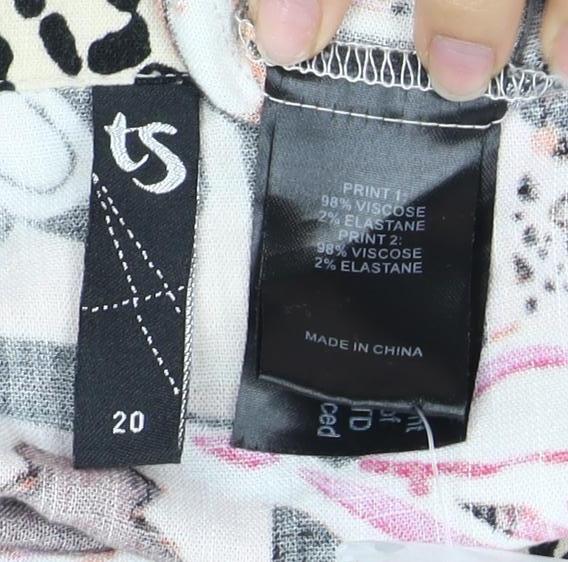 ts
20
PRINT 1:
98% VISCOSE
2% ELASTANE
PRINT 2:
98% VISCOSE
2% ELASTANE
MADE IN CHINA